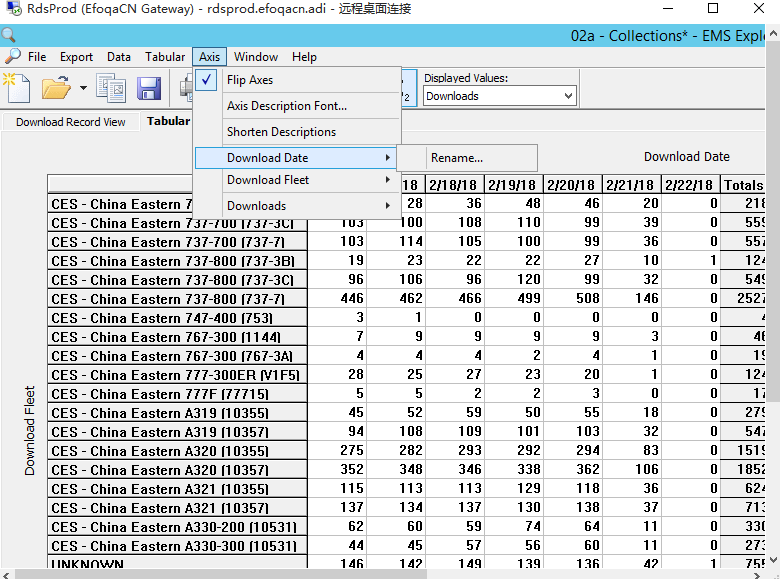 RdsProd (EfoqaCN Gateway) - rdsprod.efoqacn.adi - 远程桌面连接
02a - Collections* - EMS Explo
File Form Data Tabular Axis Window Help
Flip Axes
Axis Description Font...
Shorten Descriptions
Download Date
Rename...
Download Fleet
Downloads
Displayed Values:
Downloads
Download Record View Tabular
Download Date
18 2/18/18 2/19/18 2/20/18 2/21/18 2/22/18 Totals
CES - China Eastern 7 28 36 48 46 20 0 218
CES - China Eastern 737-700 (737-3C) 103 100 108 110 99 39 0 559
CES - China Eastern 737-700 (737-7) 103 114 105 100 99 36 0 557
CES - China Eastern 737-800 (737-3B) 19 23 22 22 27 10 1 124
CES - China Eastern 737-800 (737-3C) 96 106 96 120 99 32 0 549
CES - China Eastern 737-800 (737-7) 446 462 466 499 508 146 0 2527
CES - China Eastern 747-400 (753) 3 1 0 0 0 0 0
CES - China Eastern 767-300 (1144) 7 9 9 9 9 3 0 46
CES - China Eastern 767-300 (767-3A) 4 4 4 2 4 1 0 19
CES - China Eastern 777-300ER (V1F5) 28 25 27 23 20 1 0 124
CES - China Eastern 777F (77715) 5 5 2 2 3 0 0 17
CES - China Eastern A319 (10355) 45 52 59 50 55 18 0 279
CES - China Eastern A319 (10357) 94 108 109 101 103 32 0 547
CES - China Eastern A320 (10355) 275 282 293 292 294 83 0 1519
CES - China Eastern A320 (10357) 352 348 346 338 362 106 0 1852
CES - China Eastern A321 (10355) 115 113 113 129 118 36 0 624
CES - China Eastern A321 (10357) 137 134 137 130 138 37 0 713
CES - China Eastern A330-200 (10531) 62 60 59 74 64 11 0 330
CES - China Eastern A330-300 (10531) 44 45 57 56 60 11 0 273
UNKNOWN 146 142 149 139 136 42 1 755
Download Fleet